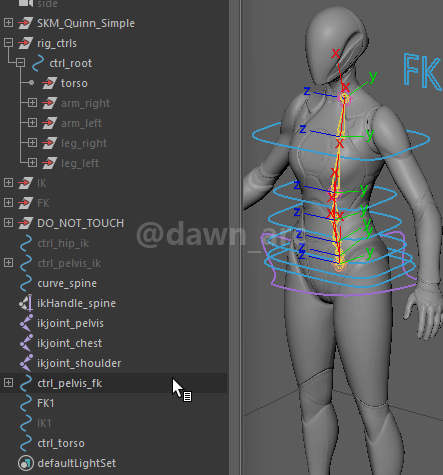 side
SKM_Quinn_Simple
rig_ctrls
ctrl_root
torso
arm_right
arm_left
leg_right
leg_left
IK
FK
DO_NOT_TOUCH
ctrl_hip_ik
ctrl_pelvis_ik
curve_spine
ikHandle_spine
ikjoint_pelvis
ikjoint_chest
ikjoint_shoulder
ctrl_pelvis_fk
FK1
IK1
ctrl_torso
defaultLightSet
@dawn_a
FK
x
y
z
x
z
x
y
z
x
y
z
x
x
y
z
y
z
z
y